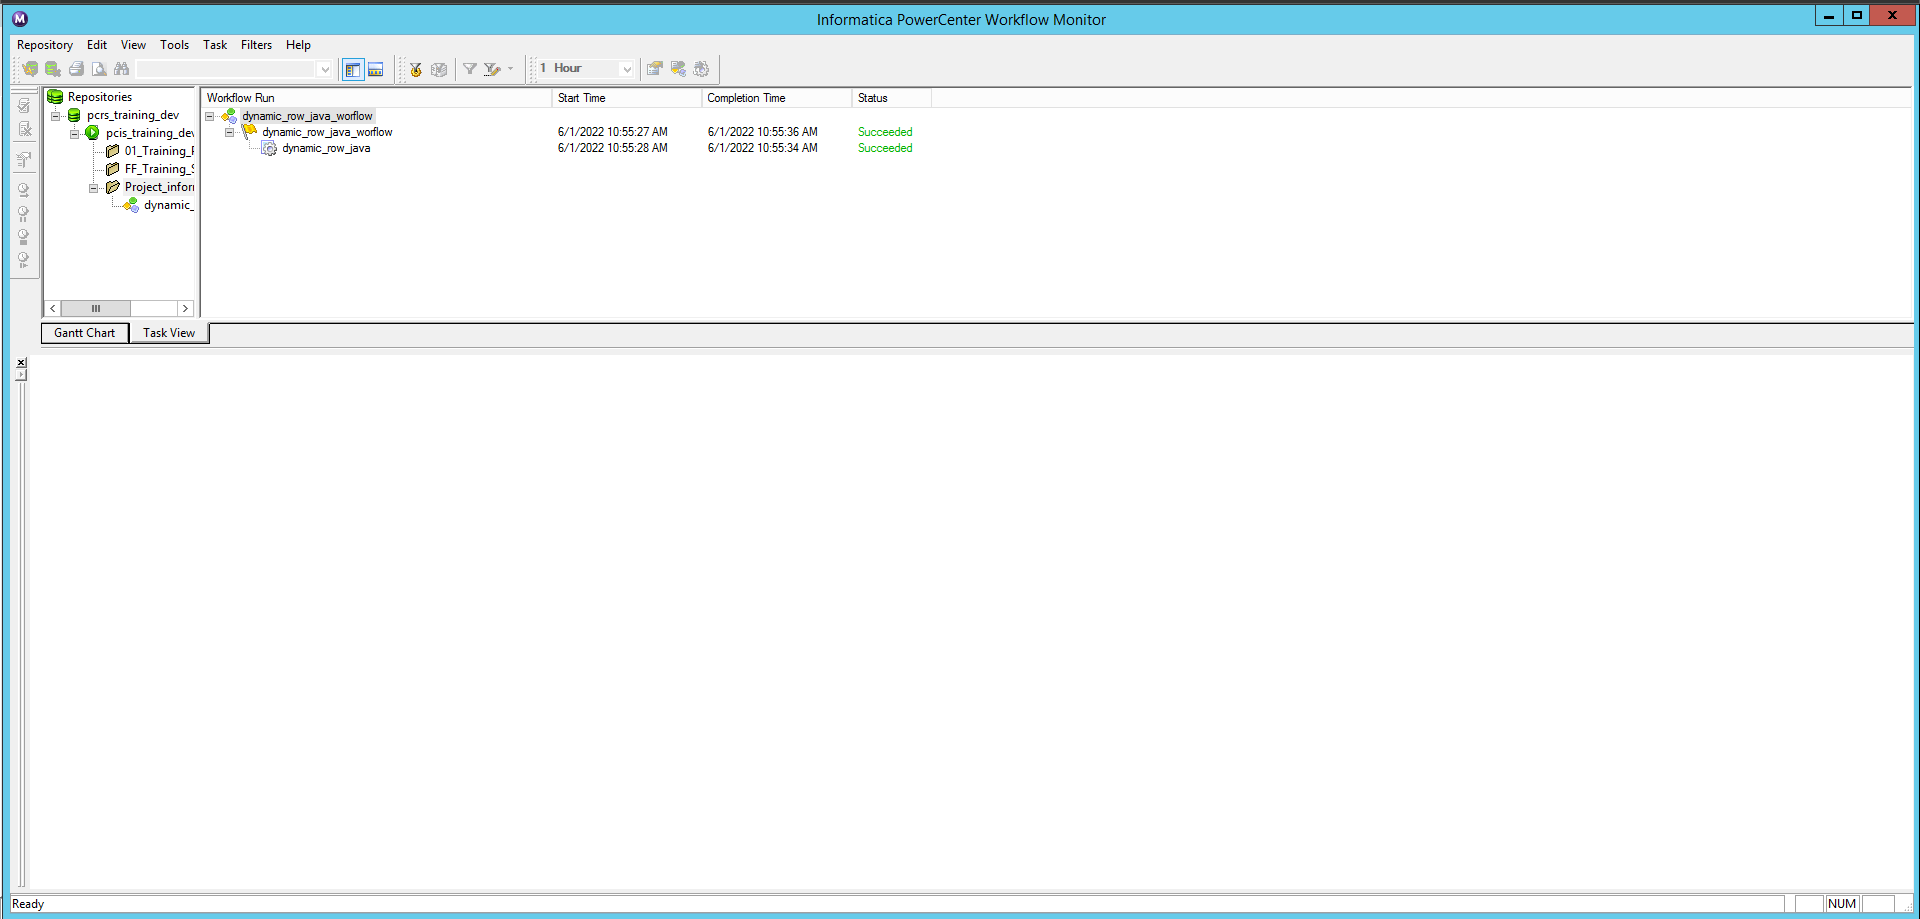 Informatica PowerCenter Workflow Monitor
Repository Edit View Tools Task Filters Help
1 Hour
Repositories
pcrs_training_dev
pcis_training_dev
01_Training_
FF_Training_
Project_infor
dynamic_
Workflow Run Start Time Completion Time Status
dynamic_row_java_worflow
dynamic_row_java_worflow 6/1/2022 10:55:27 AM 6/1/2022 10:55:36 AM Succeeded
dynamic_row_java 6/1/2022 10:55:28 AM 6/1/2022 10:55:34 AM Succeeded
Gantt Chart Task View
Ready NUM